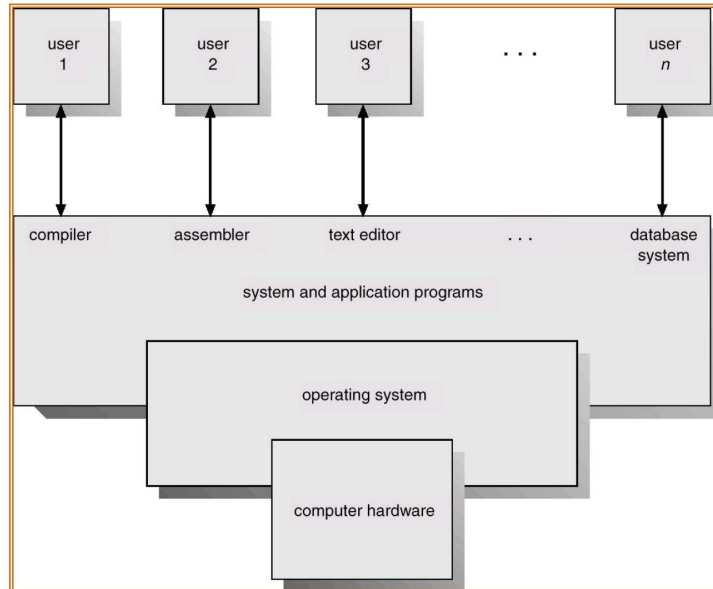 user
1
user
2
user
3
. . .
user
n
compiler
assembler
text editor
. . .
database
system
system and application programs
operating system
computer hardware